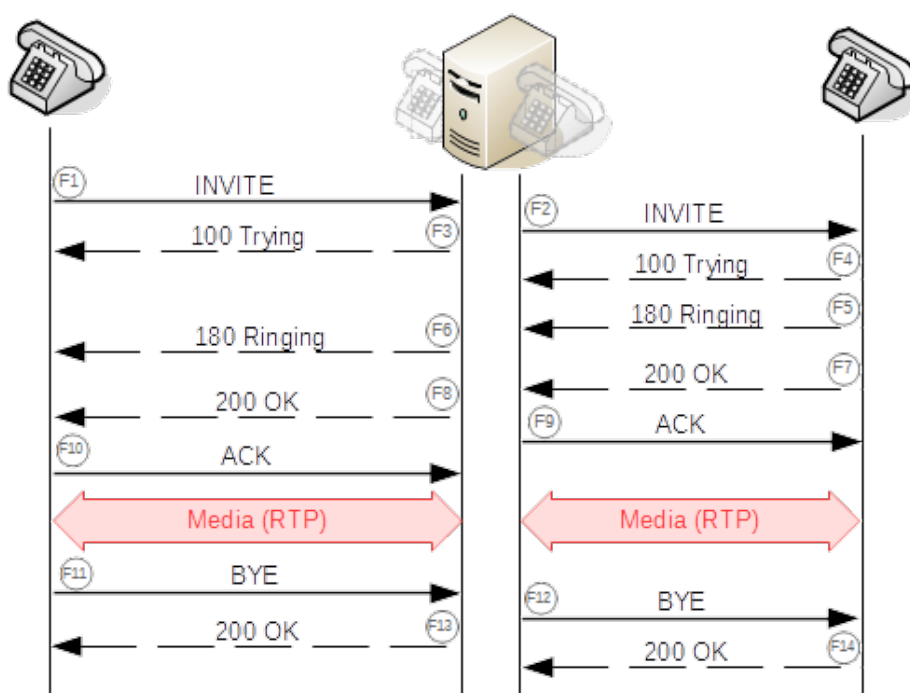 F1 INVITE
F2 INVITE
100 Trying F3
100 Trying F4
180 Ringing F5
180 Ringing F6
200 OK F7
200 OK F8
F9 ACK
F10 ACK
Media (RTP)
Media (RTP)
F11 BYE
F12 BYE
200 OK F13
200 OK F14